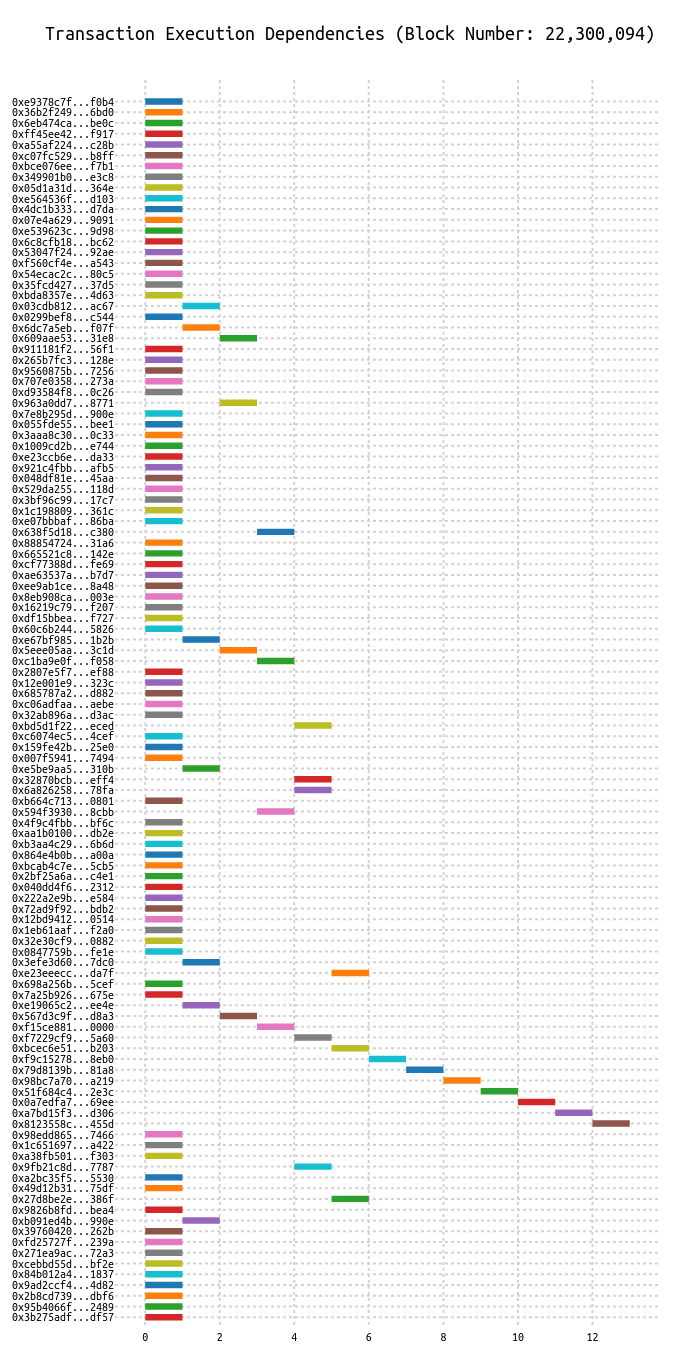 Transaction Execution Dependencies (Block Number: 22,300,094)
0xe9378c7f...f0b4
0x36b2f249...6bd0
0x6eb474ca...be0c
0xff45ee42...f917
0xa55af224...c28b
0xc07fc529...b8ff
0xbce076ee...f7b1
0x349901b0...e3c8
0x05d1a31d...364e
0xe564536f...d103
0x4dc1b333...d7da
0x07e4a629...9091
0xe539623c...9d98
0x6c8cfb18...bc62
0x53047f24...92ae
0xf560cf4e...a543
0x54ecac2c...80c5
0x35fcd427...37d5
0xbda8357e...4d63
0x03cdb812...ac67
0x0299bef8...c544
0x6dc7a5eb...f07f
0x609aae53...31e8
0x911181f2...56f1
0x265b7fc3...128e
0x9560875b...7256
0x707e0358...273a
0xd93584f8...0c26
0x963a0dd7...8771
0x7e8b295d...900e
0x055fde55...bee1
0x3aaa8c30...0c33
0x1009cd2b...e744
0xe23ccb6e...da33
0x921c4fbb...afb5
0x048df81e...45aa
0x529da255...118d
0x3bf96c99...17c7
0x1c198809...361c
0xe07bbbaf...86ba
0x638f5d18...c380
0x88854724...31a6
0x665521c8...142e
0xcf77388d...fe69
0xae63537a...b7d7
0xee9ab1ce...8a48
0x8eb908ca...003e
0x16219c79...f207
0xdf15bbea...f727
0x60c6b244...5826
0xe67bf985...1b2b
0x5eee05aa...3c1d
0xc1ba9e0f...f058
0x2807e5f7...ef88
0x12e001e9...323c
0x685787a2...d882
0xc06adfaa...aebe
0x32ab896a...d3ac
0xbd5d1f22...eced
0xc6074ec5...4cef
0x159fe42b...25e0
0x007f5941...7494
0xe5be9aa5...310b
0x32870bcb...eff4
0x6a826258...78fa
0xb664c713...0801
0x594f3930...8cbb
0x4f9c4fbb...bf6c
0xaa1b0100...db2e
0xb3aa4c29...6b6d
0x864e4b0b...a00a
0xbcab4c7e...5cb5
0x2bf25a6a...c4e1
0x040dd4f6...2312
0x222a2e9b...e584
0x72ad9f92...bdb2
0x12bd9412...0514
0x1eb61aaf...f2a0
0x32e30cf9...0882
0x0847759b...fe1e
0x3efe3d60...7dc0
0xe23eeecc...da7f
0x698a256b...5cef
0x7a25b926...675e
0xe19065c2...ee4e
0x567d3c9f...d8a3
0xf15ce881...0000
0xf7229cf9...5a60
0xbcec6e51...b203
0xf9c15278...8eb0
0x79d8139b...81a8
0x98bc7a70...a219
0x51f684c4...2e3c
0x0a7edfa7...69ee
0xa7bd15f3...d306
0x8123558c...455d
0x98edd865...7466
0x1c651697...a422
0xa38fb501...f303
0x9fb21c8d...7787
0xa2bc35f5...5530
0x49d12b31...75df
0x27d8be2e...386f
0x9826b8fd...bea4
0xb091ed4b...990e
0x39760420...262b
0xfd25727f...239a
0x271ea9ac...72a3
0xcebbd55d...bf2e
0x84b012a4...1837
0x9ad2ccf4...4d82
0x2b8cd739...dbf6
0x95b4066f...2489
0x3b275adf...df57
0 2 4 6 8 10 12